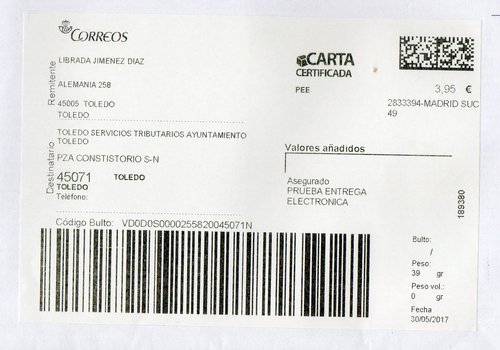 CORREOS
Remitente
LIBRADA JIMENEZ DIAZ
ALEMANIA 258
45005 TOLEDO
TOLEDO
Destinatario
TOLEDO SERVICIOS TRIBUTARIOS AYUNTAMIENTO
TOLEDO
PZA CONSTISTORIO S-N
45071 TOLEDO
TOLEDO
Telefono:
CARTA
CERTIFICADA
PEE
3,95 €
2833394-MADRID SUC
49
Valores añadidos
Asegurado
PRUEBA ENTREGA
ELECTRONICA
189380
Código Bulto: VD0D0S0000255820045071N
Bulto:
/
Peso:
39 gr
Peso vol.:
0 gr
Fecha
30/05/2017